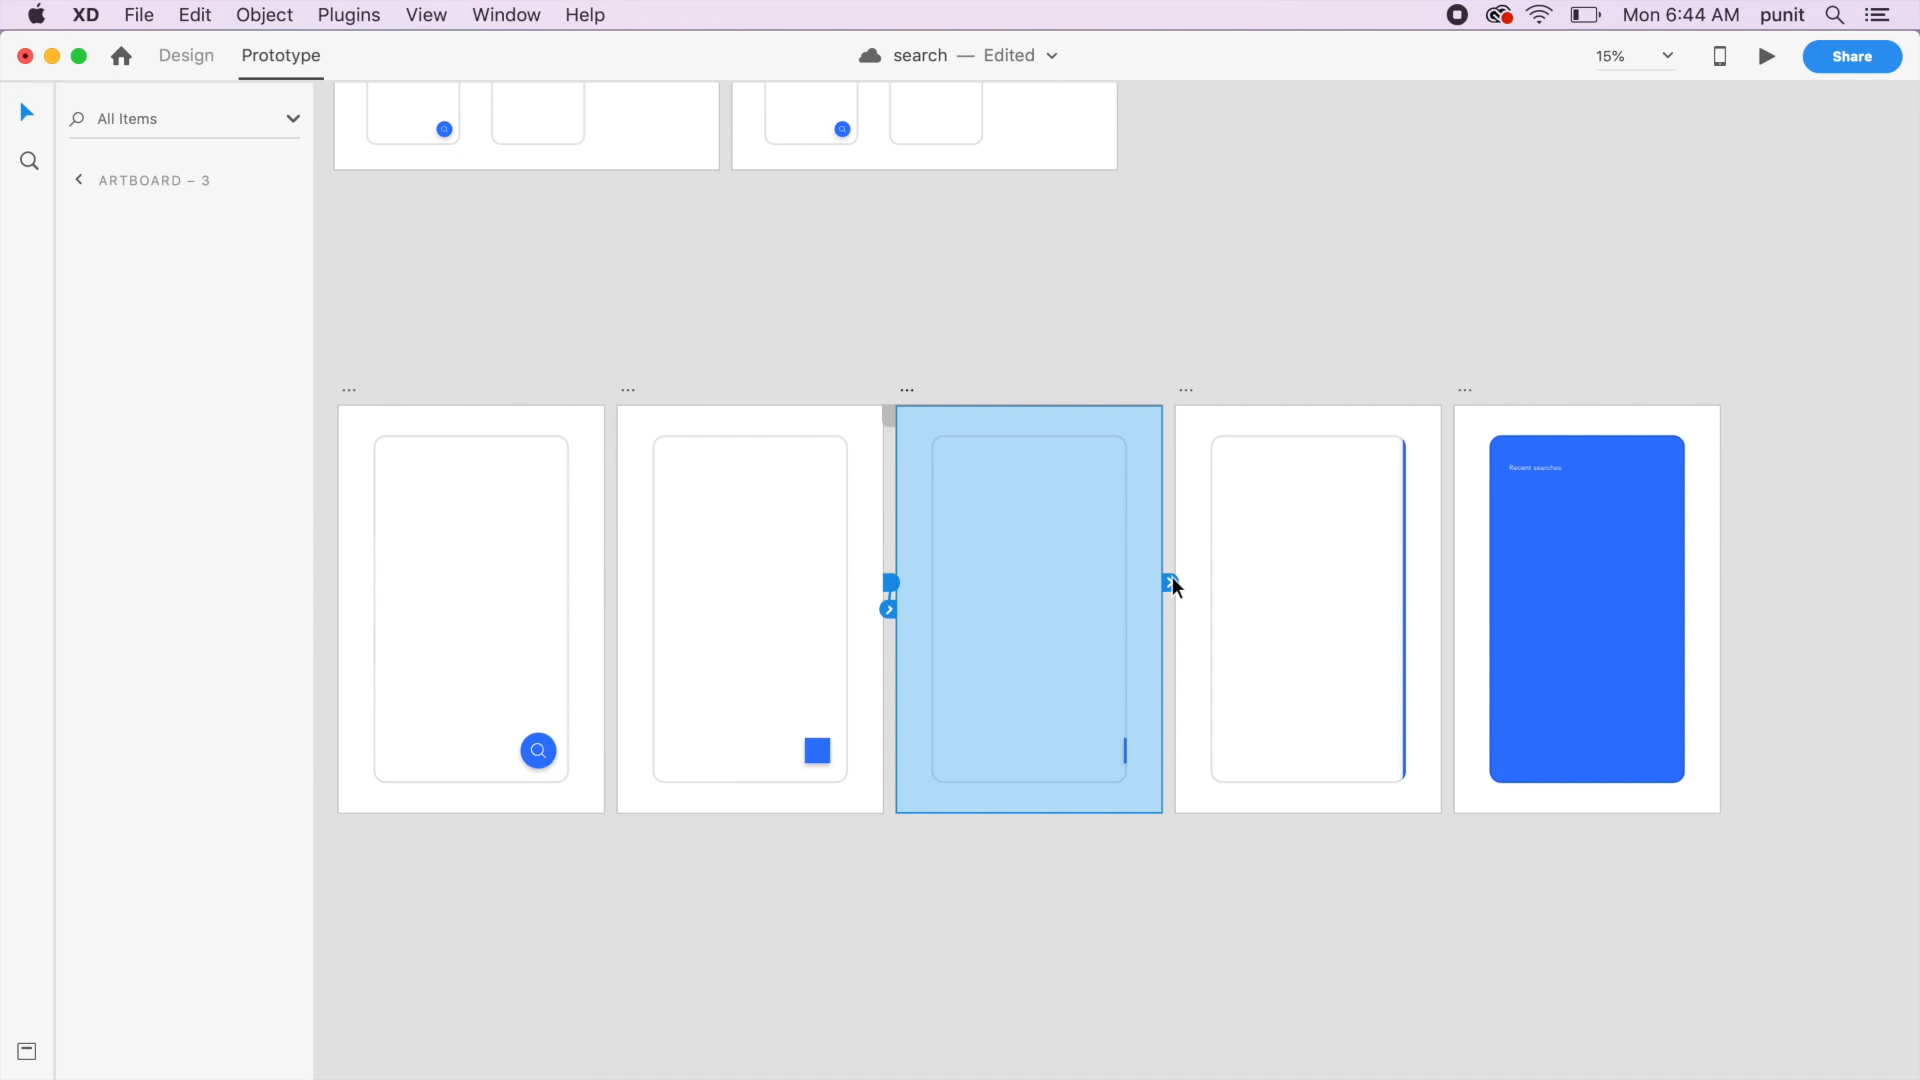 XD File Edit Object Plugins View Window Help
Mon 6:44 AM punit
Design Prototype
search — Edited
15%
Share
All Items
ARTBOARD – 3
...
...
...
...
...
Recent searches